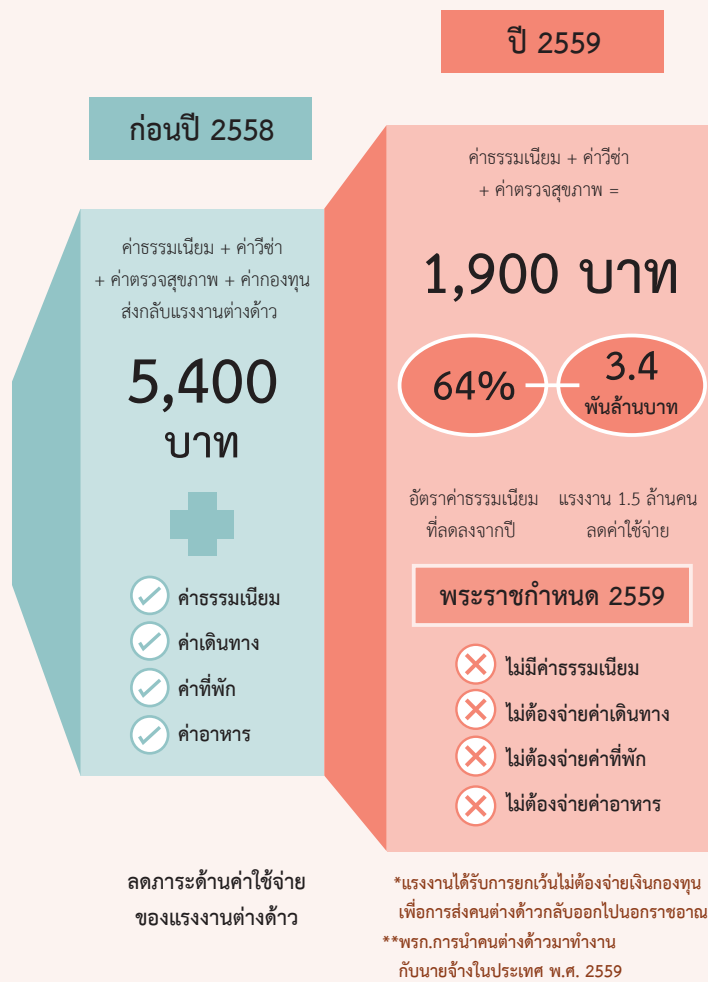 ก่อนปี 2558
ค่าธรรมเนียม + ค่าวีซ่า
+ ค่าตรวจสุขภาพ + ค่ากองทุน
ส่งกลับแรงงานต่างด้าว
5,400
บาท
ค่าธรรมเนียม
ค่าเดินทาง
ค่าที่พัก
ค่าอาหาร
ลดภาระด้านค่าใช้จ่าย
ของแรงงานต่างด้าว
ปี 2559
ค่าธรรมเนียม + ค่าวีซ่า
+ ค่าตรวจสุขภาพ =
1,900 บาท
64%
3.4
พันล้านบาท
อัตราค่าธรรมเนียม
ที่ลดลงจากปี
แรงงาน 1.5 ล้านคน
ลดค่าใช้จ่าย
พระราชกำหนด 2559
ไม่มีค่าธรรมเนียม
ไม่ต้องจ่ายค่าเดินทาง
ไม่ต้องจ่ายค่าที่พัก
ไม่ต้องจ่ายค่าอาหาร
*แรงงานได้รับการยกเว้นไม่ต้องจ่ายเงินกองทุน
เพื่อการส่งคนต่างด้าวกลับออกไปนอกราชอาณ
**พรก.การนำคนต่างด้าวมาทำงาน
กับนายจ้างในประเทศ พ.ศ. 2559